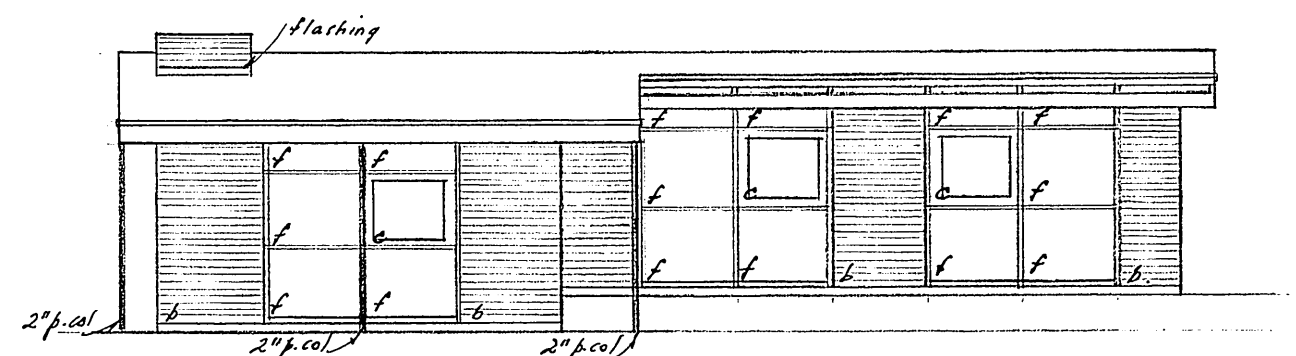 flashing
f f f f
f f
f c c f
f c
f f b f f b.
b f f b
2"p.col
2"p.col
2"p.col